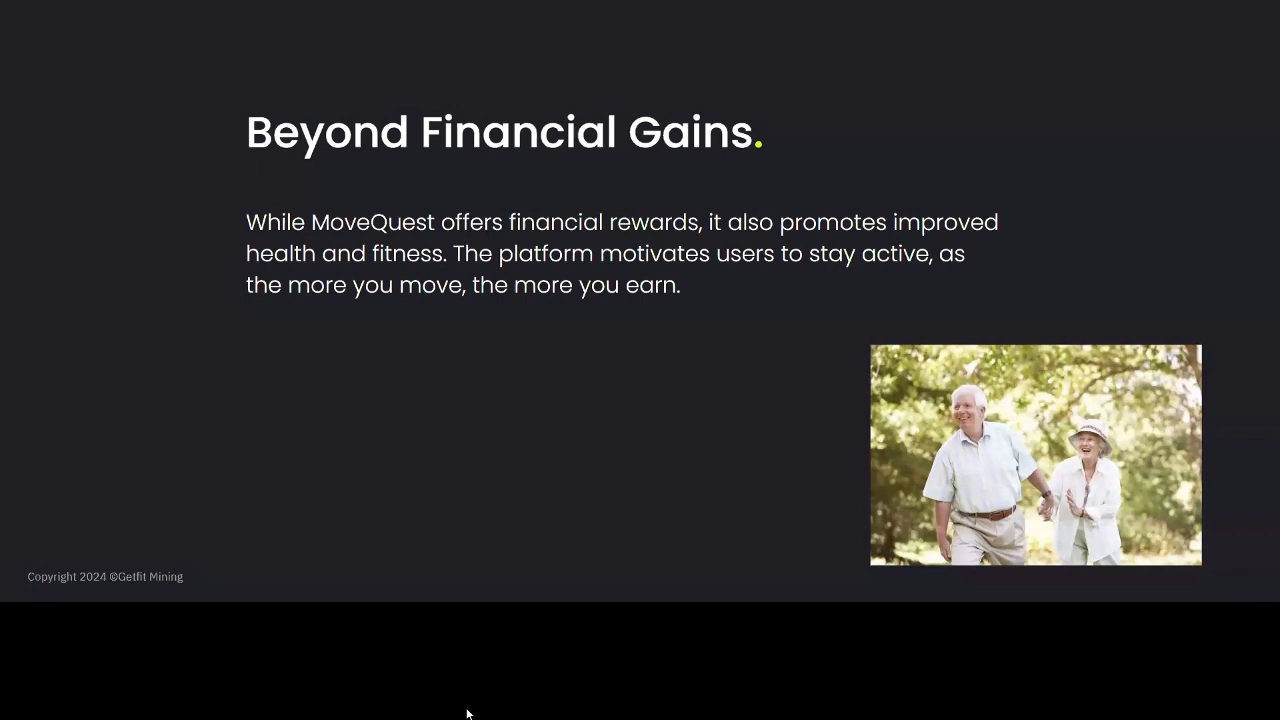 Beyond Financial Gains.
While MoveQuest offers financial rewards, it also promotes improved
health and fitness. The platform motivates users to stay active, as
the more you move, the more you earn.
Copyright 2024 ©Getfit Mining